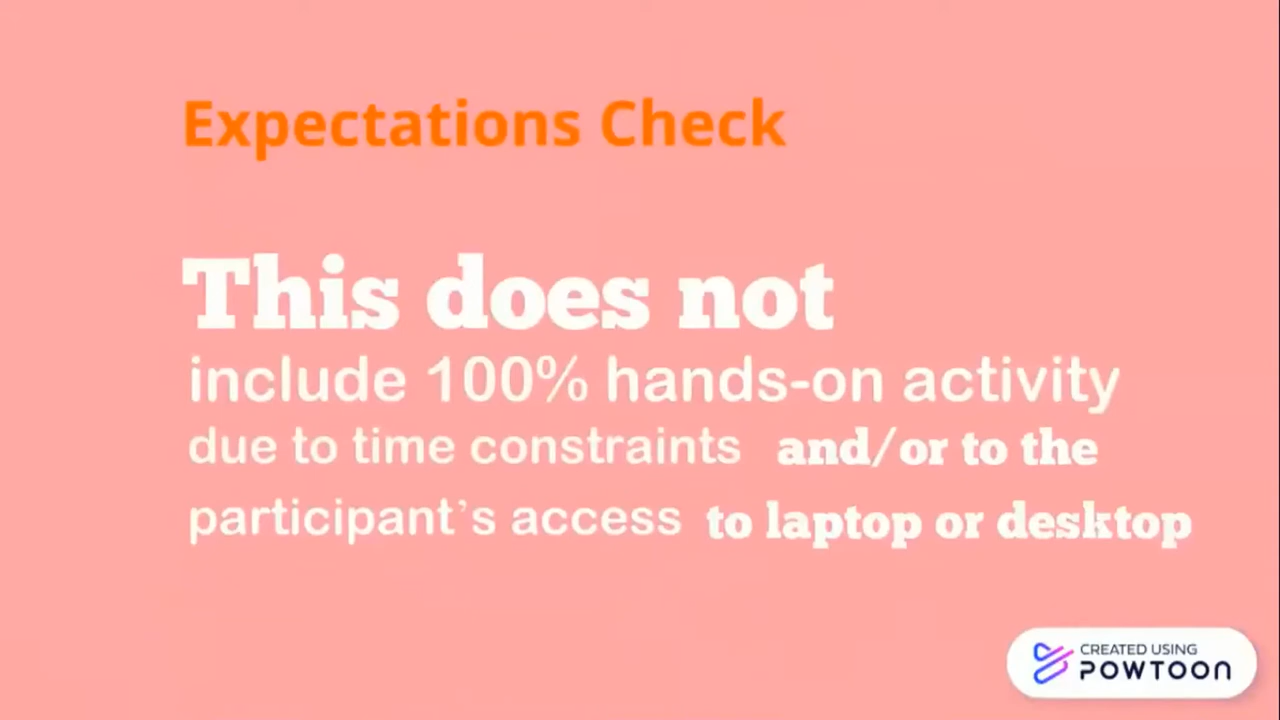 Expectations Check
This does not
include 100% hands-on activity
due to time constraints and/or to the
participant's access to laptop or desktop
CREATED USING
POWTOON